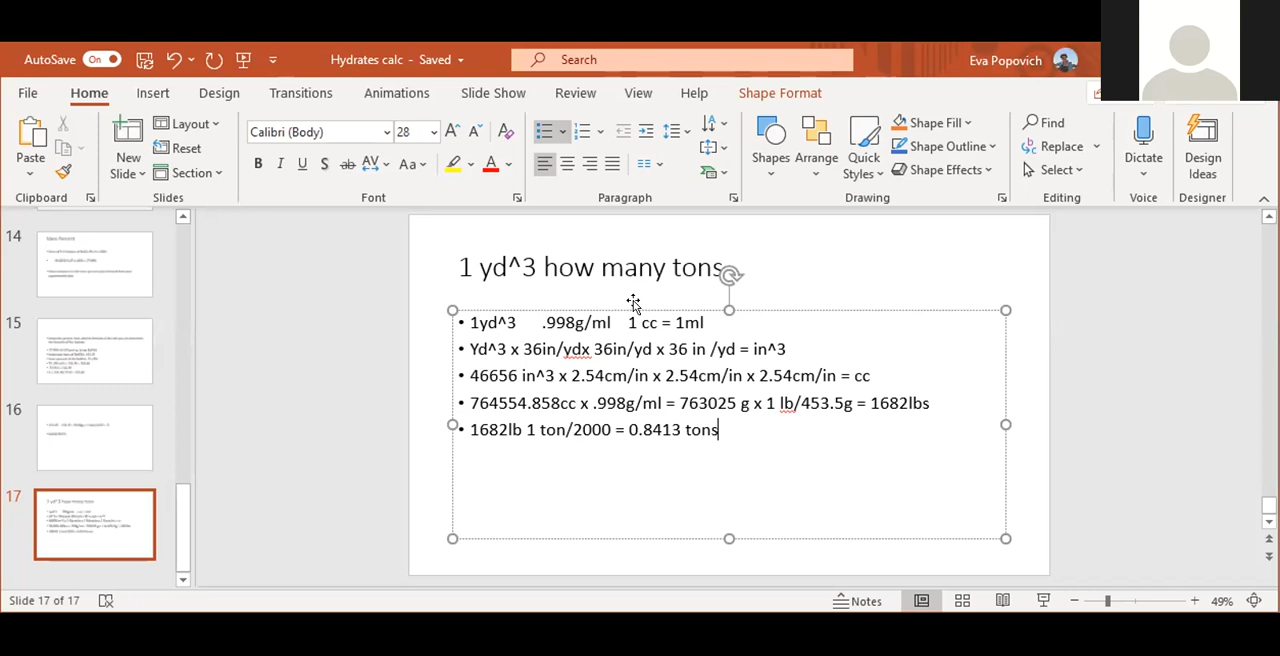 AutoSave On Hydrates calc - Saved Search Eva Popovich
File Home Insert Design Transitions Animations Slide Show Review View Help Shape Format
Paste
New Slide
Layout
Reset
Section
Calibri (Body) 28
Shapes
Arrange
Quick Styles
Shape Fill
Shape Outline
Shape Effects
Find
Replace
Select
Dictate
Design Ideas
Clipboard Slides Font Paragraph Drawing Editing Voice Designer
14
15
16
17
1 yd^3 how many tons
• 1yd^3 .998g/ml 1 cc = 1ml
• Yd^3 x 36in/ydx 36in/yd x 36 in /yd = in^3
• 46656 in^3 x 2.54cm/in x 2.54cm/in x 2.54cm/in = cc
• 764554.858cc x .998g/ml = 763025 g x 1 lb/453.5g = 1682lbs
• 1682lb 1 ton/2000 = 0.8413 tons
Slide 17 of 17 Notes 49%